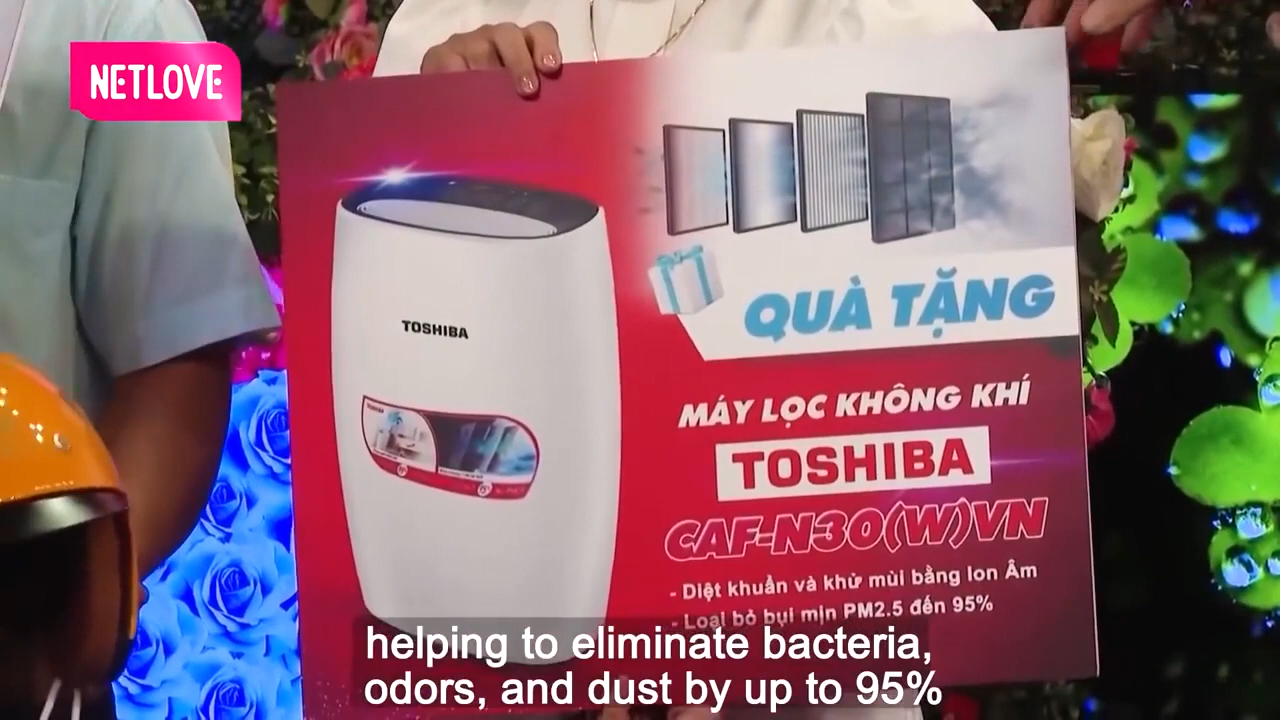 NETLOVE
TOSHIBA
QUÀ TẶNG
MÁY LỌC KHÔNG KHÍ
TOSHIBA
CAF-N30(W)VN
- Diệt khuẩn và khử mùi bằng Ion Âm
- Loại bỏ bụi mịn PM2.5 đến 95%
helping to eliminate bacteria,
odors, and dust by up to 95%